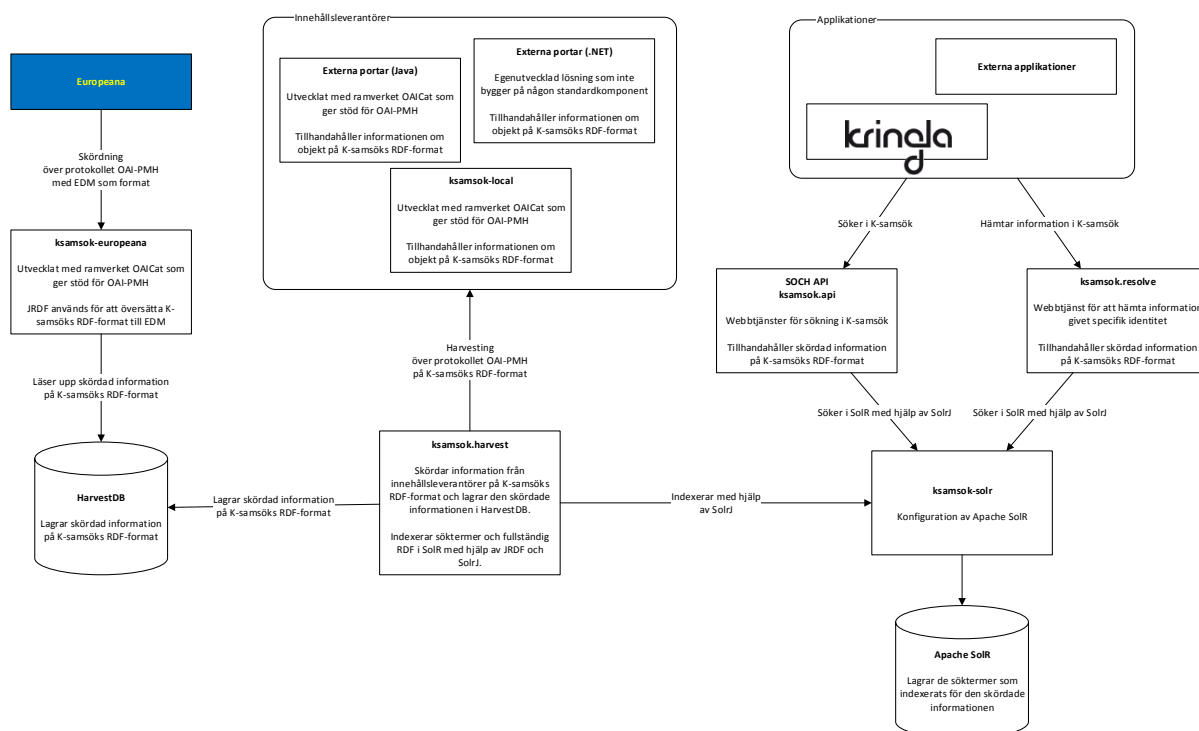 Innehållsleverantörer
Applikationer
Europeana
Externa portar (Java)
Utvecklat med ramverket OAICat som
ger stöd för OAI-PMH
Tillhandahåller informationen om
objekt på K-samsöks RDF-format
Externa portar (.NET)
Egenutvecklad lösning som inte
bygger på någon standardkomponent
Tillhandahåller informationen om
objekt på K-samsöks RDF-format
Externa applikationer
kringla
Skördning
över protokollet OAI-PMH
med EDM som format
ksamsok-local
Utvecklat med ramverket OAICat som
ger stöd för OAI-PMH
Tillhandahåller informationen om
objekt på K-samsöks RDF-format
Söker i K-samsök
Hämtar information i K-samsök
ksamsok-europeana
Utvecklat med ramverket OAICat som
ger stöd för OAI-PMH
JRDF används för att översätta K-
samsöks RDF-format till EDM
SOCH API
ksamsok.api
Webbtjänster för sökning i K-samsök
Tillhandahåller skördad information
på K-samsöks RDF-format
ksamsok.resolve
Webbtjänst för att hämta information
givet specifik identitet
Tillhandahåller skördad information
på K-samsöks RDF-format
Harvesting
över protokollet OAI-PMH
på K-samsöks RDF-format
Läser upp skördad information
på K-samsöks RDF-format
Söker i SolR med hjälp av SolrJ
Söker i SolR med hjälp av SolrJ
HarvestDB
Lagrar skördad information
på K-samsöks RDF-format
Lagrar skördad information
på K-samsöks RDF-format
ksamsok.harvest
Skördar information från
innehållsleverantörer på K-samsöks
RDF-format och lagrar den skördade
informationen i HarvestDB.
Indexerar söktermer och fullständig
RDF i SolR med hjälp av JRDF och
SolrJ.
Indexerar med hjälp
av SolrJ
ksamsok-solr
Konfiguration av Apache SolR
Apache SolR
Lagrar de söktermer som
indexerats för den skördade
informationen